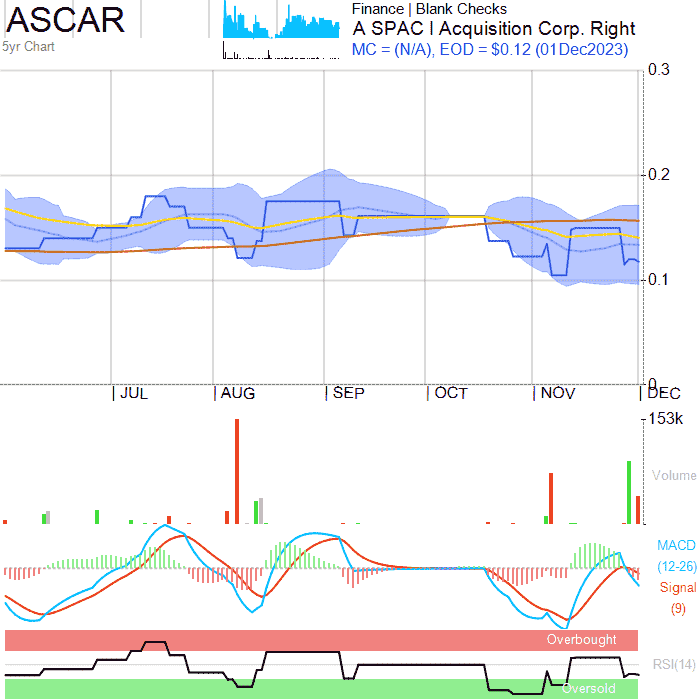 ASCAR
5yr Chart
Finance | Blank Checks
A SPAC I Acquisition Corp. Right
MC = (N/A), EOD = $0.12 (01Dec2023)
0.3
0.2
0.1
0
JUL AUG SEP OCT NOV DEC
153k
Volume
MACD
(12-26)
Signal
(9)
Overbought
RSI(14)
Oversold